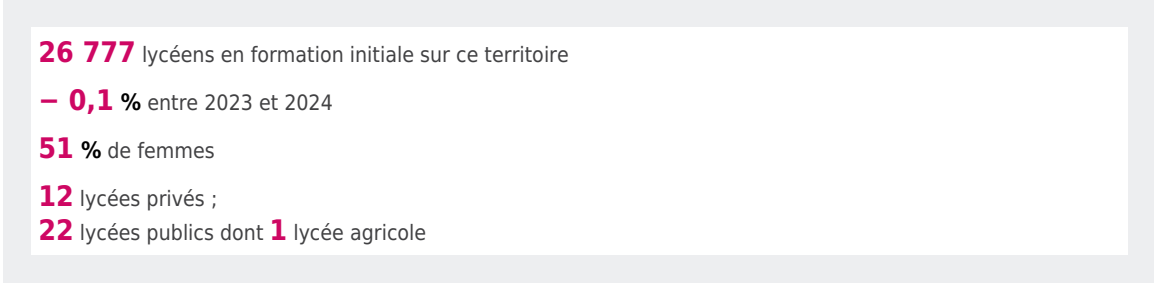 26 777 lycéens en formation initiale sur ce territoire
− 0,1 % entre 2023 et 2024
51 % de femmes
12 lycées privés ;
22 lycées publics dont 1 lycée agricole